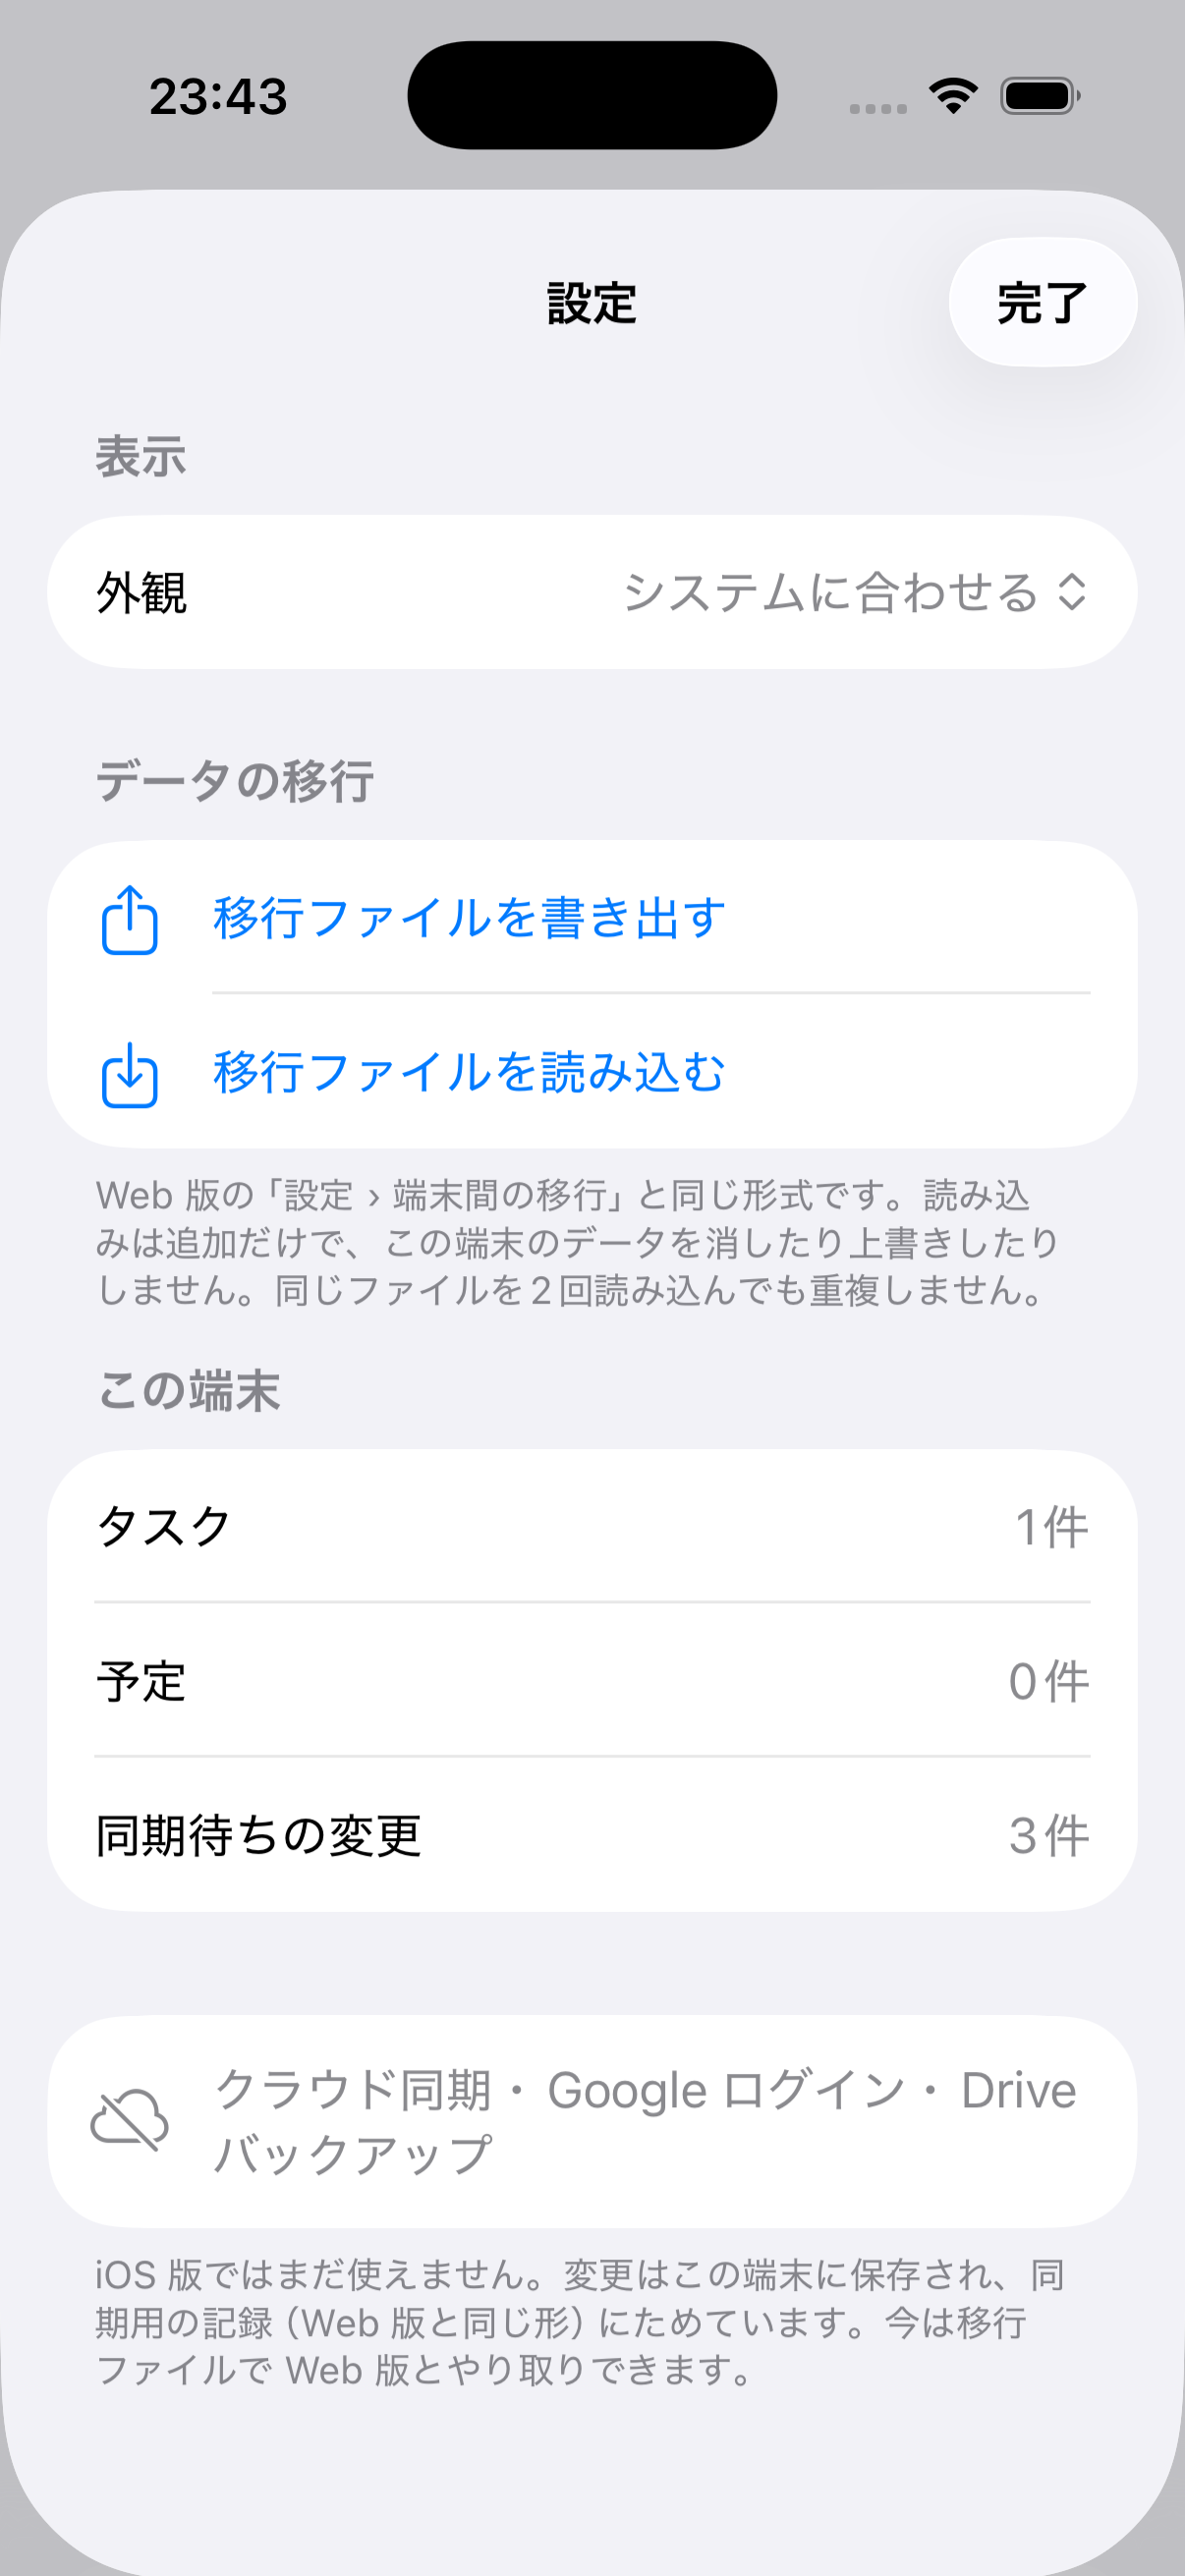 23:43
設定
完了
表示
外観
システムに合わせる
データの移行
移行ファイルを書き出す
移行ファイルを読み込む
Web 版の「設定 › 端末間の移行」と同じ形式です。読み込
みは追加だけで、この端末のデータを消したり上書きしたり
しません。同じファイルを 2 回読み込んでも重複しません。
この端末
タスク
1 件
予定
0 件
同期待ちの変更
3 件
クラウド同期・Google ログイン・Drive
バックアップ
iOS 版ではまだ使えません。変更はこの端末に保存され、同
期用の記録（Web 版と同じ形）にためています。今は移行
ファイルで Web 版とやり取りできます。